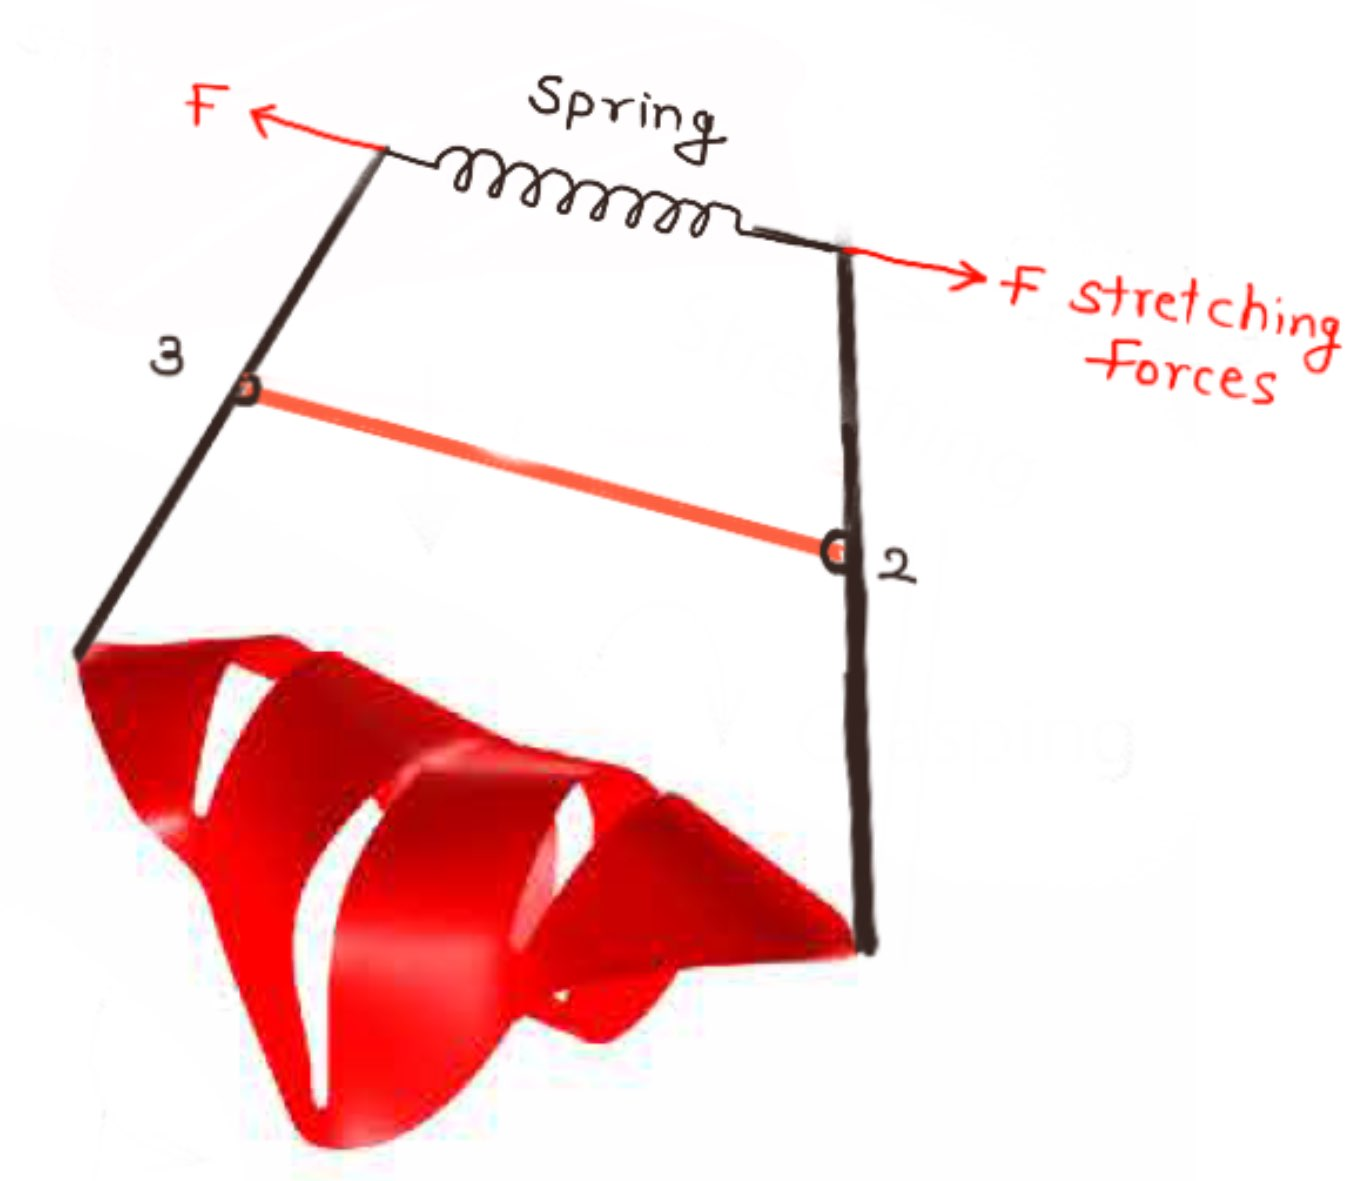 Spring
F
F stretching
Forces
3
2